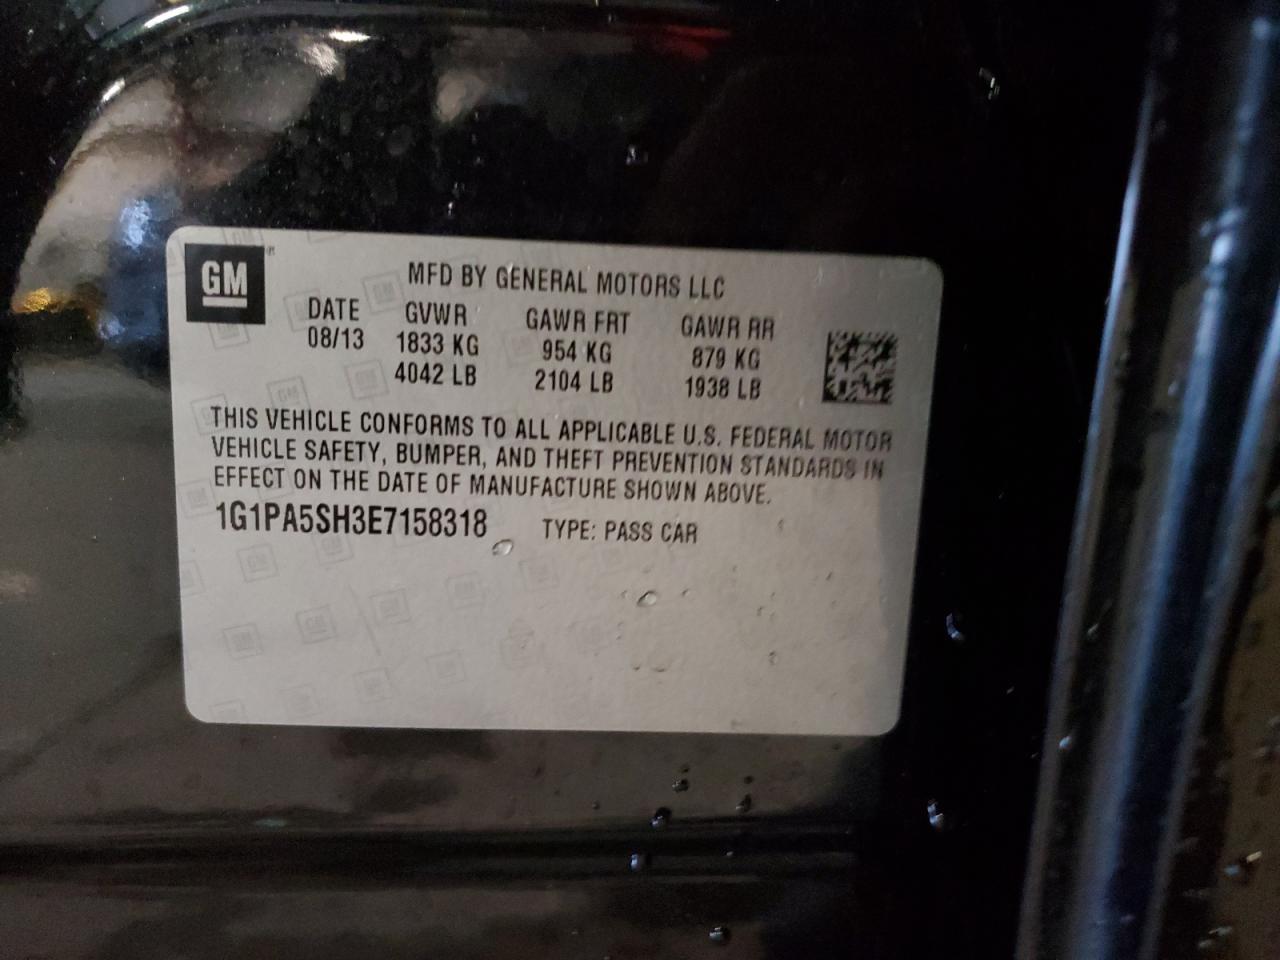 GM
MFD BY GENERAL MOTORS LLC
DATE GVWR GAWR FRT GAWR RR
08/13 1833 KG 954 KG 879 KG
4042 LB 2104 LB 1938 LB
THIS VEHICLE CONFORMS TO ALL APPLICABLE U.S. FEDERAL MOTOR
VEHICLE SAFETY, BUMPER, AND THEFT PREVENTION STANDARDS IN
EFFECT ON THE DATE OF MANUFACTURE SHOWN ABOVE.
1G1PA5SH3E7158318 TYPE: PASS CAR